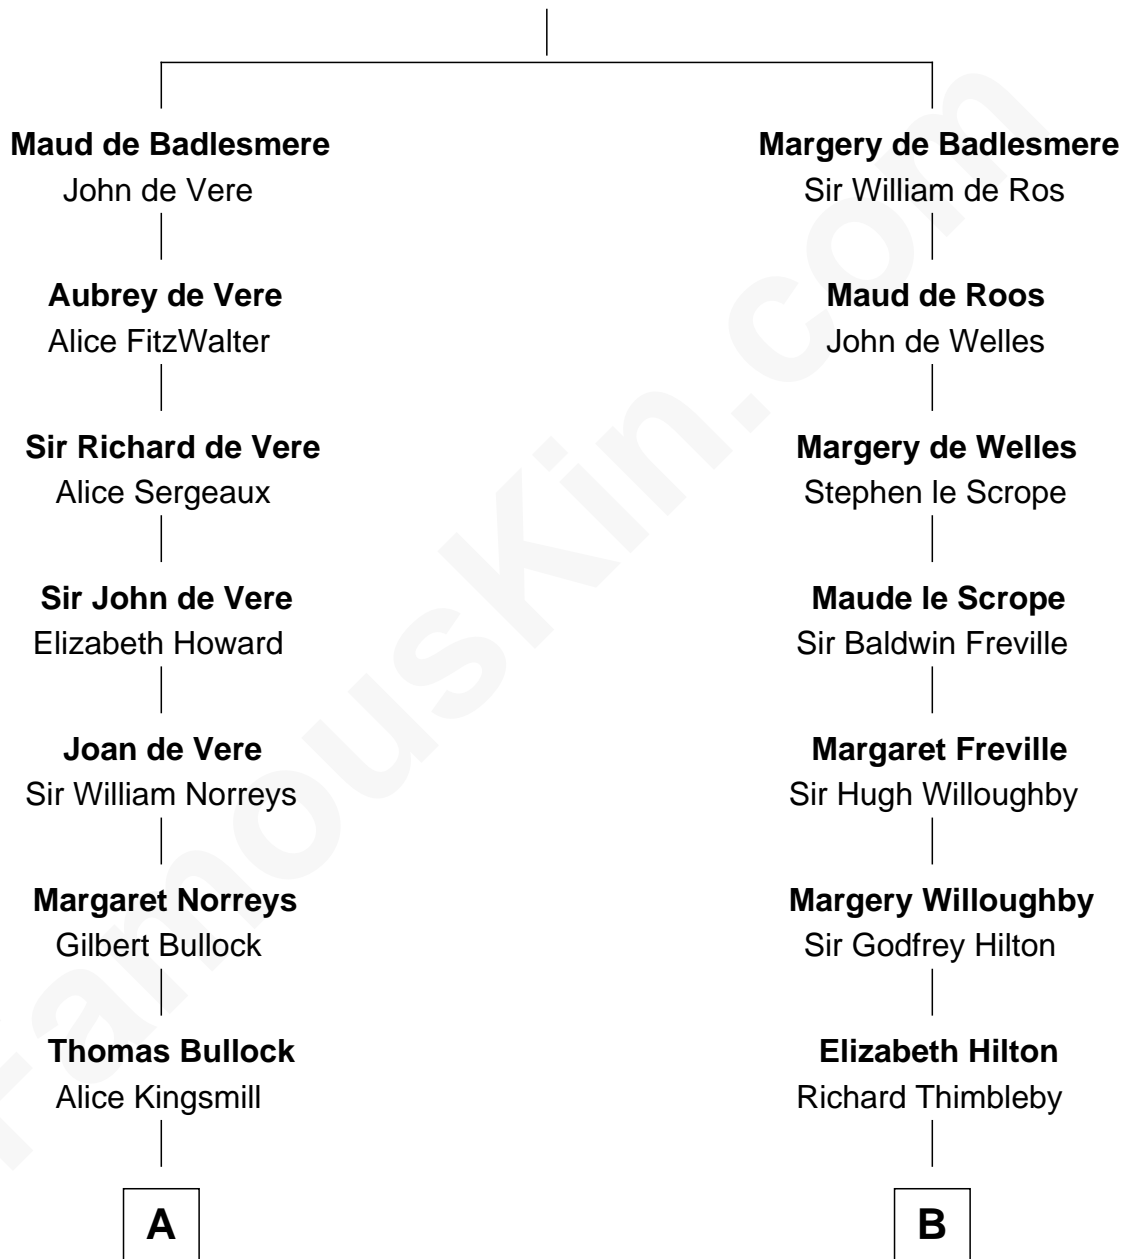 Maud de Badlesmere
John de Vere
Margery de Badlesmere
Sir William de Ros
Aubrey de Vere
Alice FitzWalter
Maud de Roos
John de Welles
Sir Richard de Vere
Alice Sergeaux
Margery de Welles
Stephen le Scrope
Sir John de Vere
Elizabeth Howard
Maude le Scrope
Sir Baldwin Freville
Joan de Vere
Sir William Norreys
Margaret Freville
Sir Hugh Willoughby
Margaret Norreys
Gilbert Bullock
Margery Willoughby
Sir Godfrey Hilton
Thomas Bullock
Alice Kingsmill
Elizabeth Hilton
Richard Thimbleby
A
B
FamousKin.com